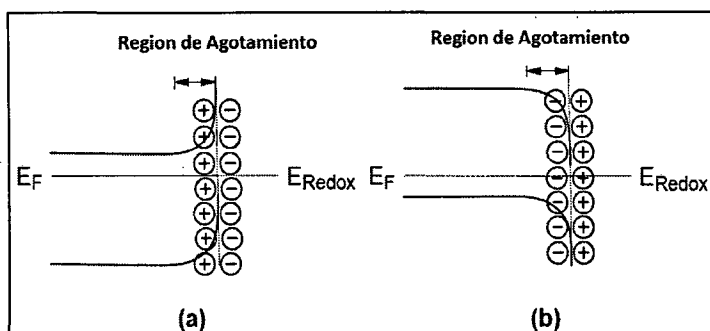 Region de Agotamiento
Region de Agotamiento
E_F
E_Redox
E_F
E_Redox
(a)
(b)